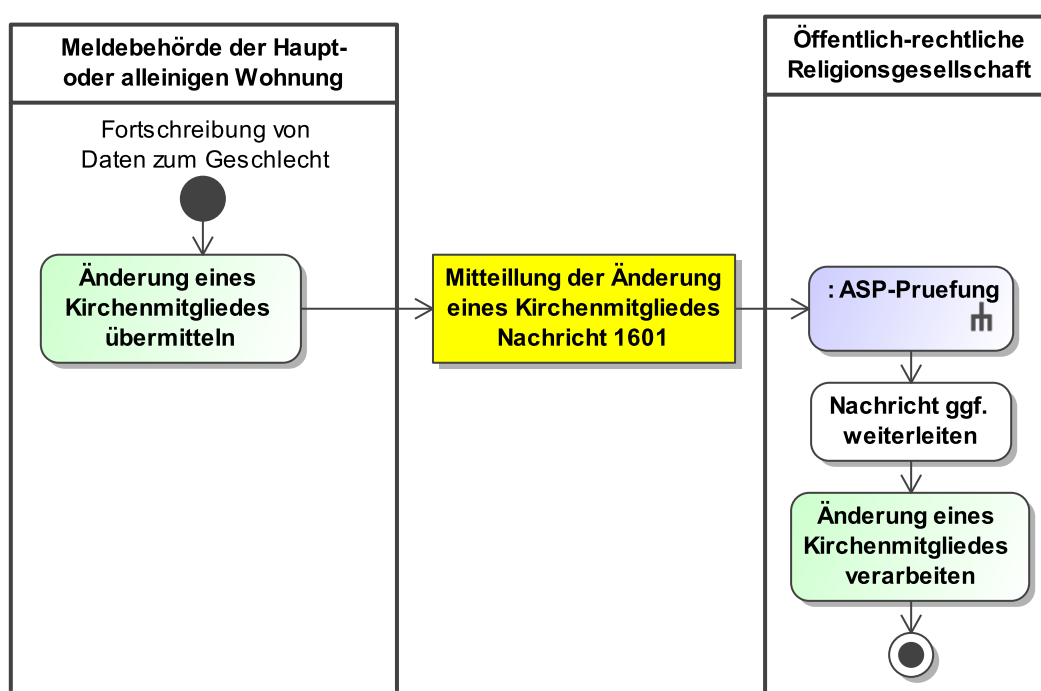 Meldebehörde der Haupt-
oder alleinigen Wohnung
Fortschreibung von
Daten zum Geschlecht
Änderung eines
Kirchenmitgliedes
übermitteln
Mitteillung der Änderung
eines Kirchenmitgliedes
Nachricht 1601
Öffentlich-rechtliche
Religionsgesellschaft
: ASP-Pruefung
Nachricht ggf.
weiterleiten
Änderung eines
Kirchenmitgliedes
verarbeiten